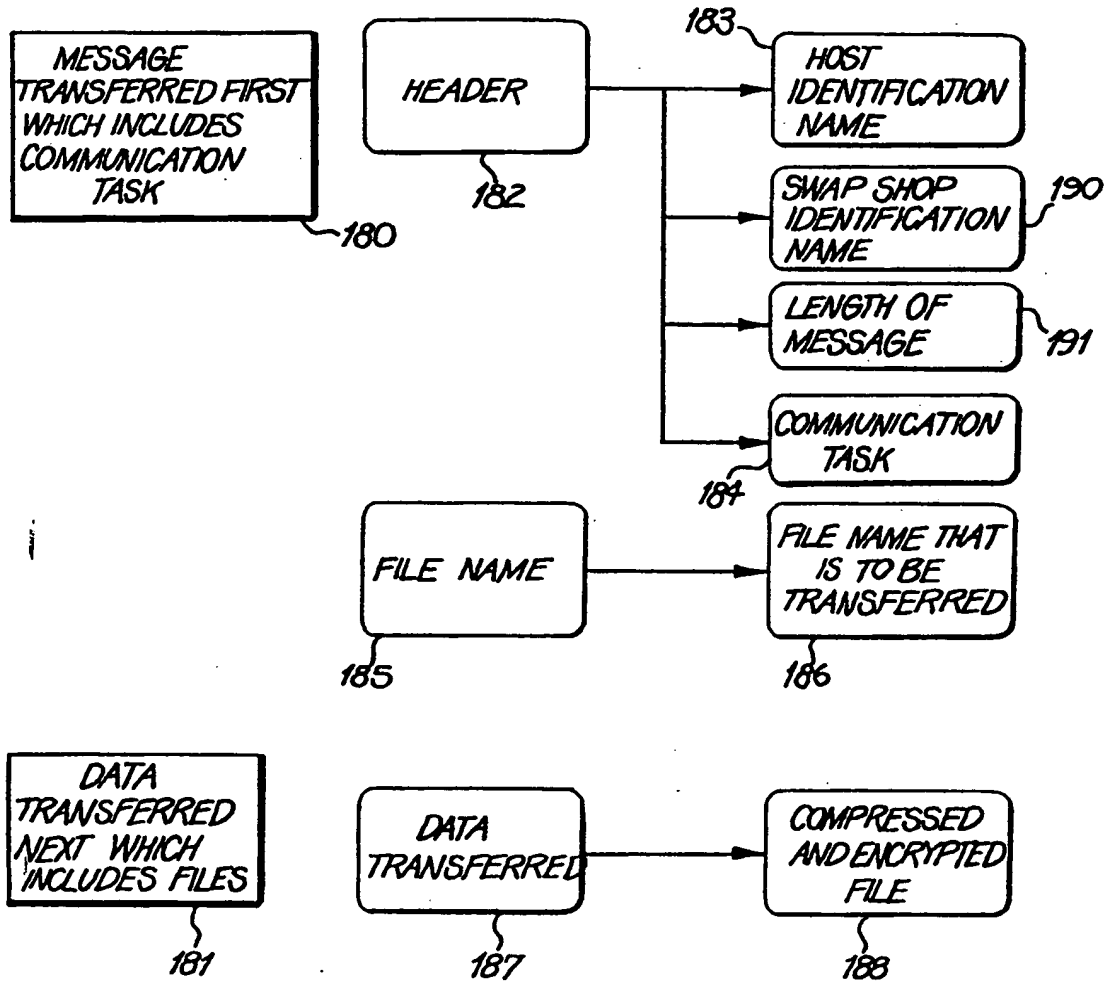 MESSAGE
TRANSFERRED FIRST
WHICH INCLUDES
COMMUNICATION
TASK
180
HEADER
182
183
HOST
IDENTIFICATION
NAME
SWAP SHOP
IDENTIFICATION
NAME
190
LENGTH OF
MESSAGE
191
COMMUNICATION
TASK
184
FILE NAME
185
FILE NAME THAT
IS TO BE
TRANSFERRED
186
DATA
TRANSFERRED
NEXT WHICH
INCLUDES FILES
181
DATA
TRANSFERRED
187
COMPRESSED
AND ENCRYPTED
FILE
188